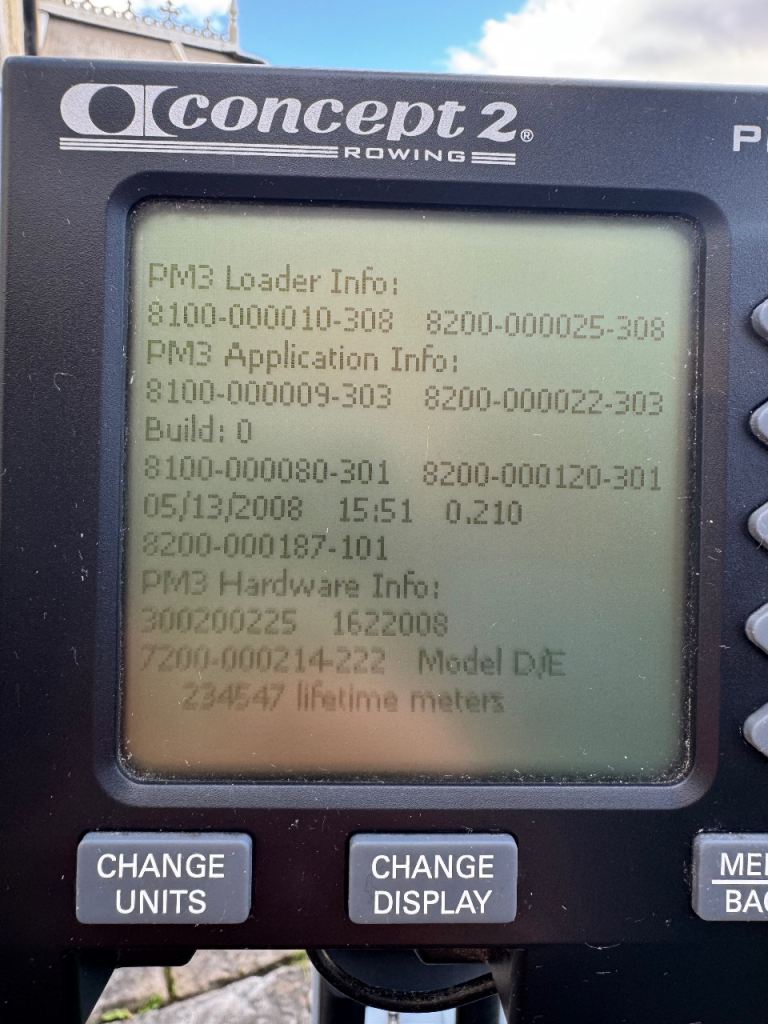 concept 2®
ROWING
PM3 Loader Info:
8100-000010-308 8200-000025-308
PM3 Application Info:
8100-000009-303 8200-000022-303
Build: 0
8100-000080-301 8200-000120-301
05/13/2008 15:51 0.210
8200-000187-101
PM3 Hardware Info:
300200225 1622008
7200-000214-222 Model D/E
234547 lifetime meters
CHANGE UNITS
CHANGE DISPLAY